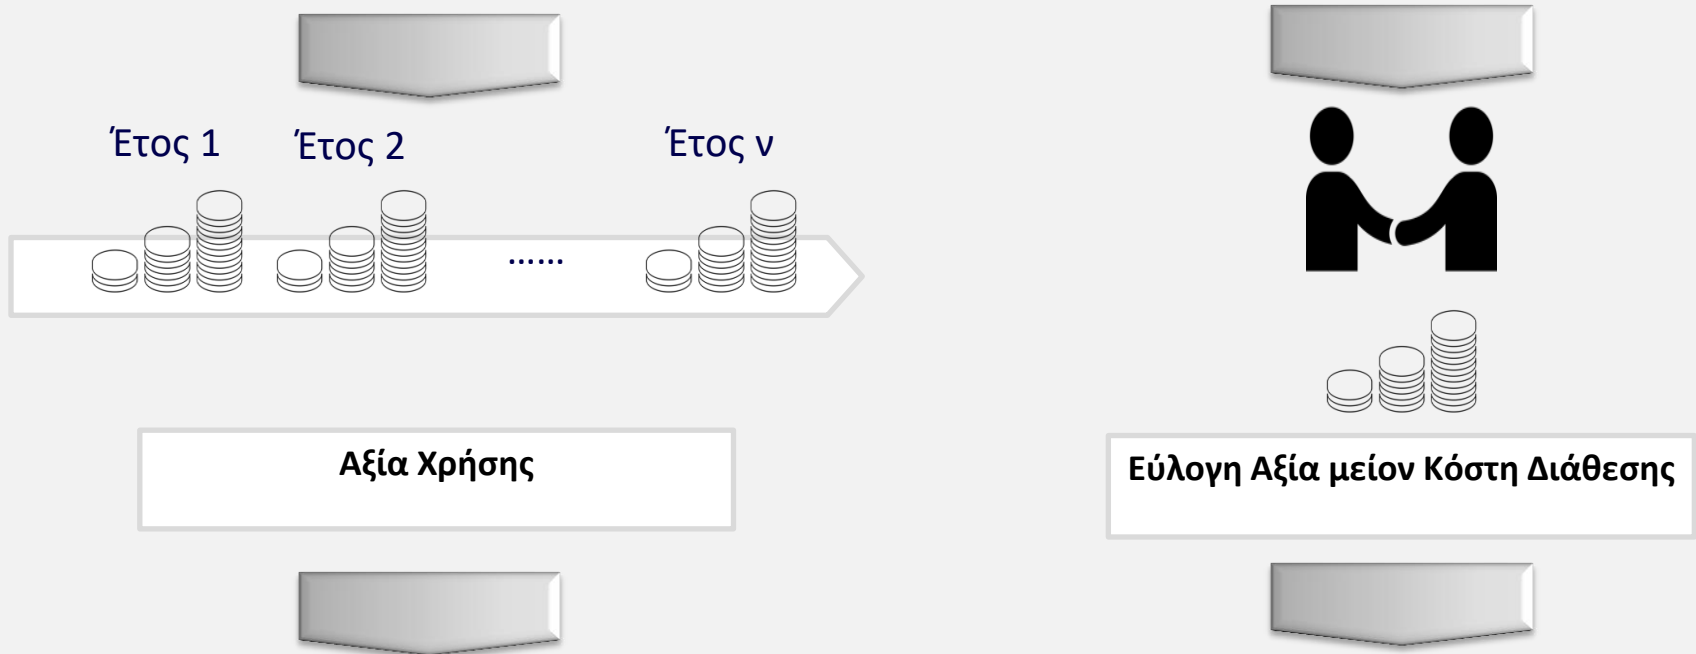 Έτος 1
Έτος 2
......
Έτος ν
Αξία Χρήσης
Εύλογη Αξία μείον Κόστη Διάθεσης